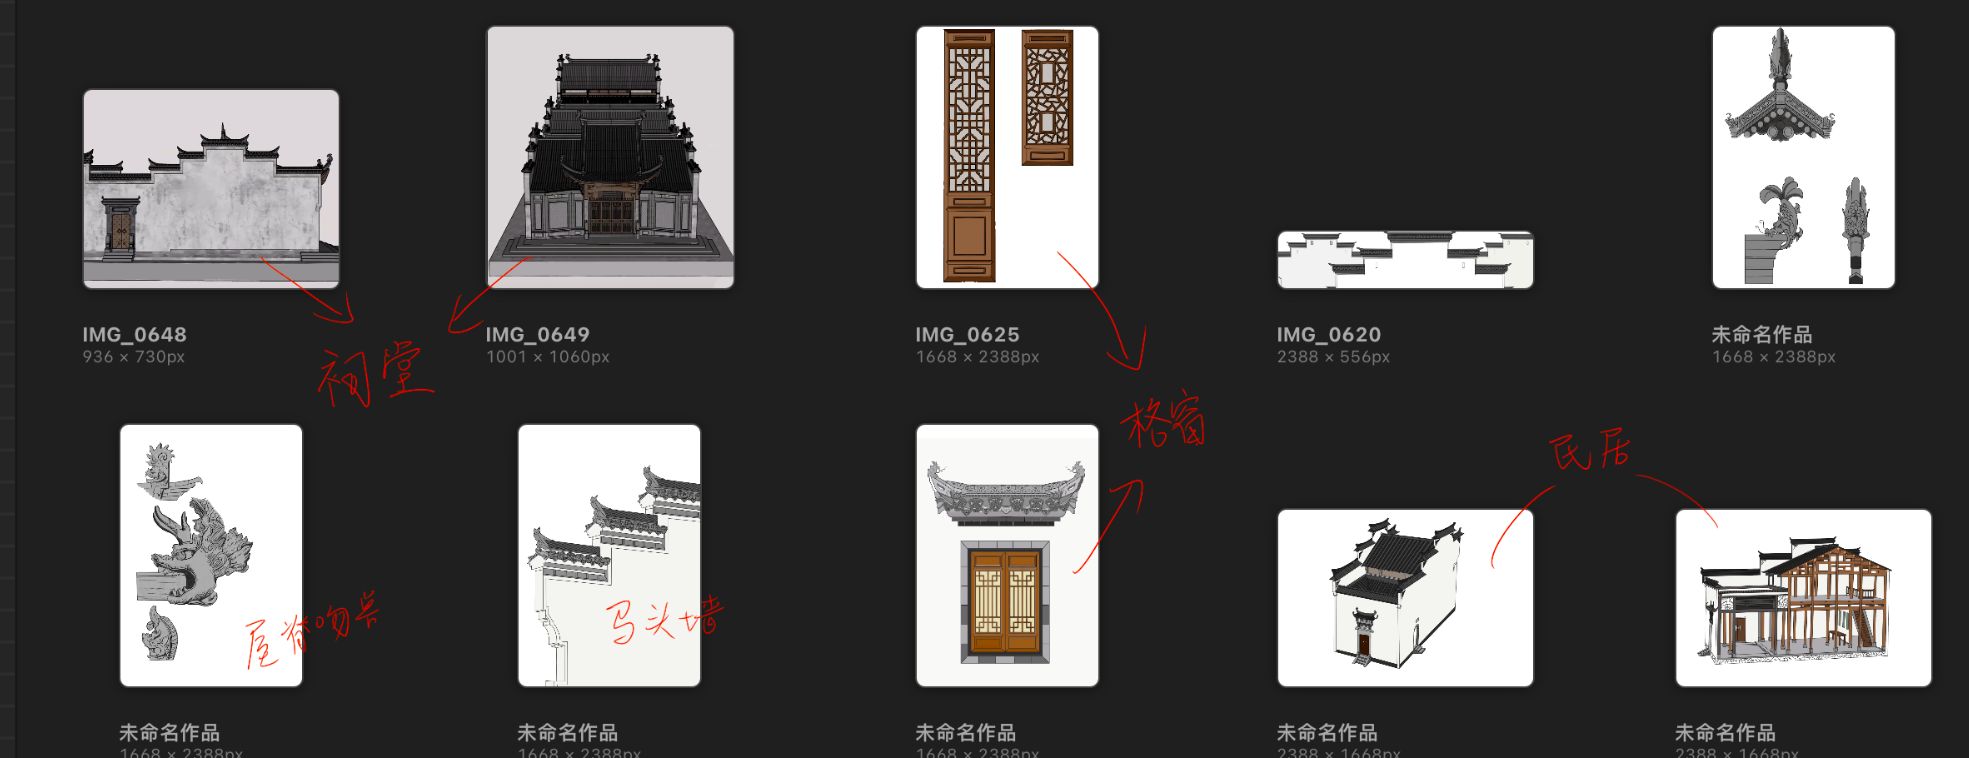 IMG_0648
936 × 730px
IMG_0649
1001 × 1060px
IMG_0625
1668 × 2388px
IMG_0620
2388 × 556px
未命名作品
1668 × 2388px
祠堂
格窗
民居
屋脊吻兽
马头墙
未命名作品
1668 × 2388px
未命名作品
1668 × 2388px
未命名作品
1668 × 2388px
未命名作品
2388 × 1668px
未命名作品
2388 × 1668px